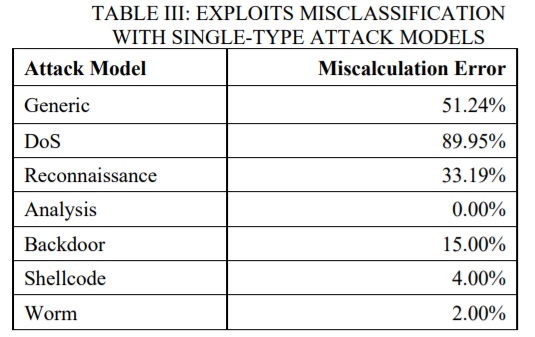 TABLE III: EXPLOITS MISCLASSIFICATION
WITH SINGLE-TYPE ATTACK MODELS
Attack Model Miscalculation Error
Generic 51.24%
DoS 89.95%
Reconnaissance 33.19%
Analysis 0.00%
Backdoor 15.00%
Shellcode 4.00%
Worm 2.00%